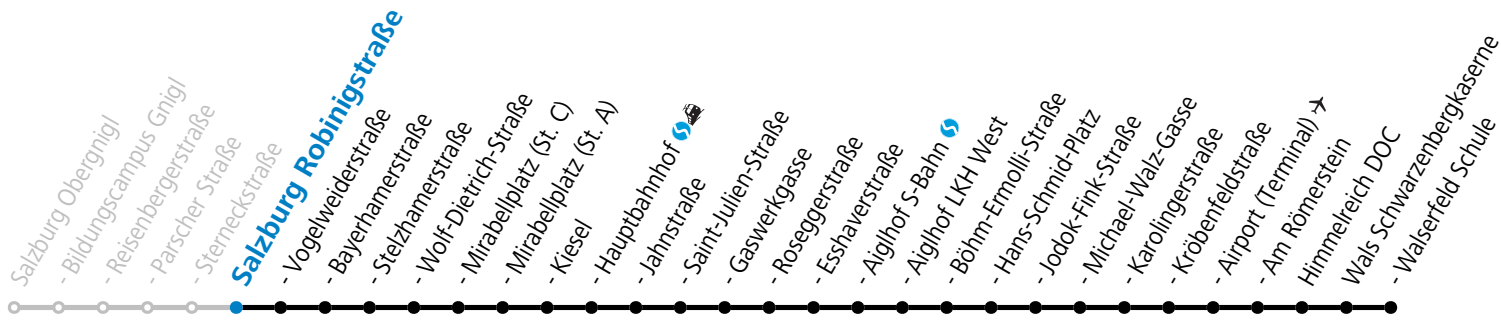 Salzburg Obergnigl
- Bildungscampus Gnigl
- Reisenbergerstraße
- Parscher Straße
- Sterneckstraße
Salzburg Robinigstraße
- Vogelweiderstraße
- Bayerhamerstraße
- Stelzhamerstraße
- Wolf-Dietrich-Straße
- Mirabellplatz (St. C)
- Mirabellplatz (St. A)
- Kiesel
- Hauptbahnhof
- Jahnstraße
- Saint-Julien-Straße
- Gaswerkgasse
- Roseggerstraße
- Esshaverstraße
- Aiglhof S-Bahn
- Aiglhof LKH West
- Böhm-Ermolli-Straße
- Hans-Schmid-Platz
- Jodok-Fink-Straße
- Michael-Walz-Gasse
- Karolingerstraße
- Kröbenfeldstraße
- Airport (Terminal)
- Am Römerstein
Himmelreich DOC
Wals Schwarzenbergkaserne
- Walserfeld Schule